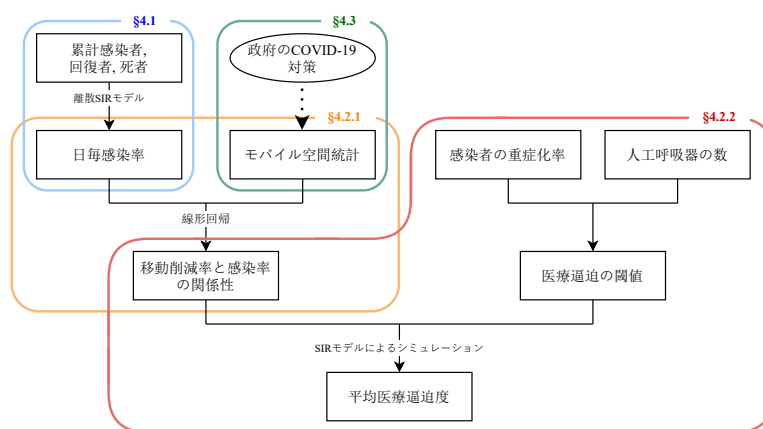 §4.1
§4.3
累計感染者,
回復者, 死者
政府のCOVID-19
対策
離散SIRモデル
§4.2.1
§4.2.2
日毎感染率
モバイル空間統計
感染者の重症化率
人工呼吸器の数
線形回帰
移動削減率と感染率
の関係性
医療逼迫の閾値
SIRモデルによるシミュレーション
平均医療逼迫度